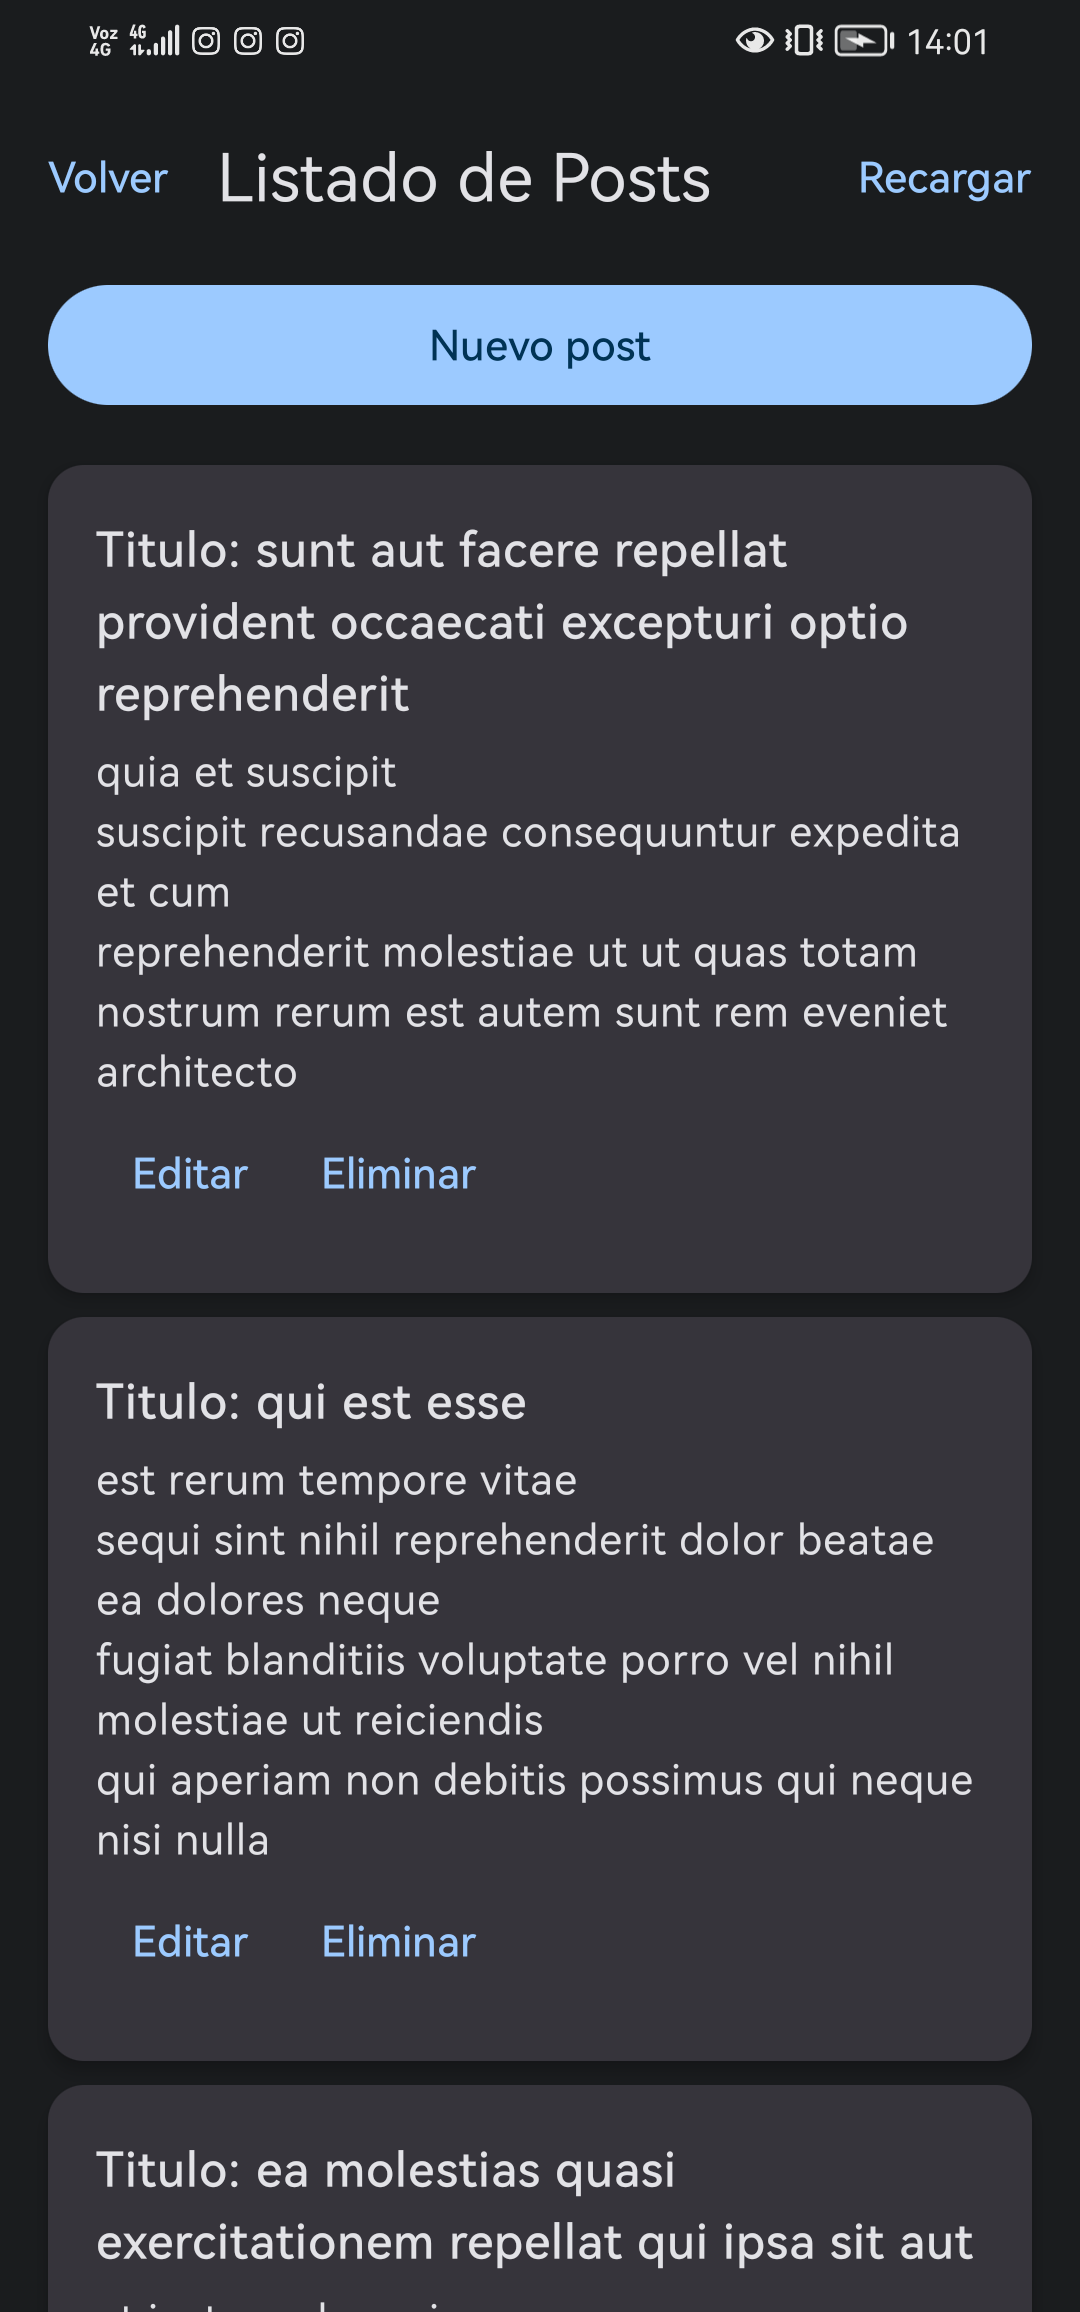 Voz 4G 4G 14:01
Volver Listado de Posts Recargar
Nuevo post
Titulo: sunt aut facere repellat
provident occaecati excepturi optio
reprehenderit
quia et suscipit
suscipit recusandae consequuntur expedita
et cum
reprehenderit molestiae ut ut quas totam
nostrum rerum est autem sunt rem eveniet
architecto
Editar Eliminar
Titulo: qui est esse
est rerum tempore vitae
sequi sint nihil reprehenderit dolor beatae
ea dolores neque
fugiat blanditiis voluptate porro vel nihil
molestiae ut reiciendis
qui aperiam non debitis possimus qui neque
nisi nulla
Editar Eliminar
Titulo: ea molestias quasi
exercitationem repellat qui ipsa sit aut